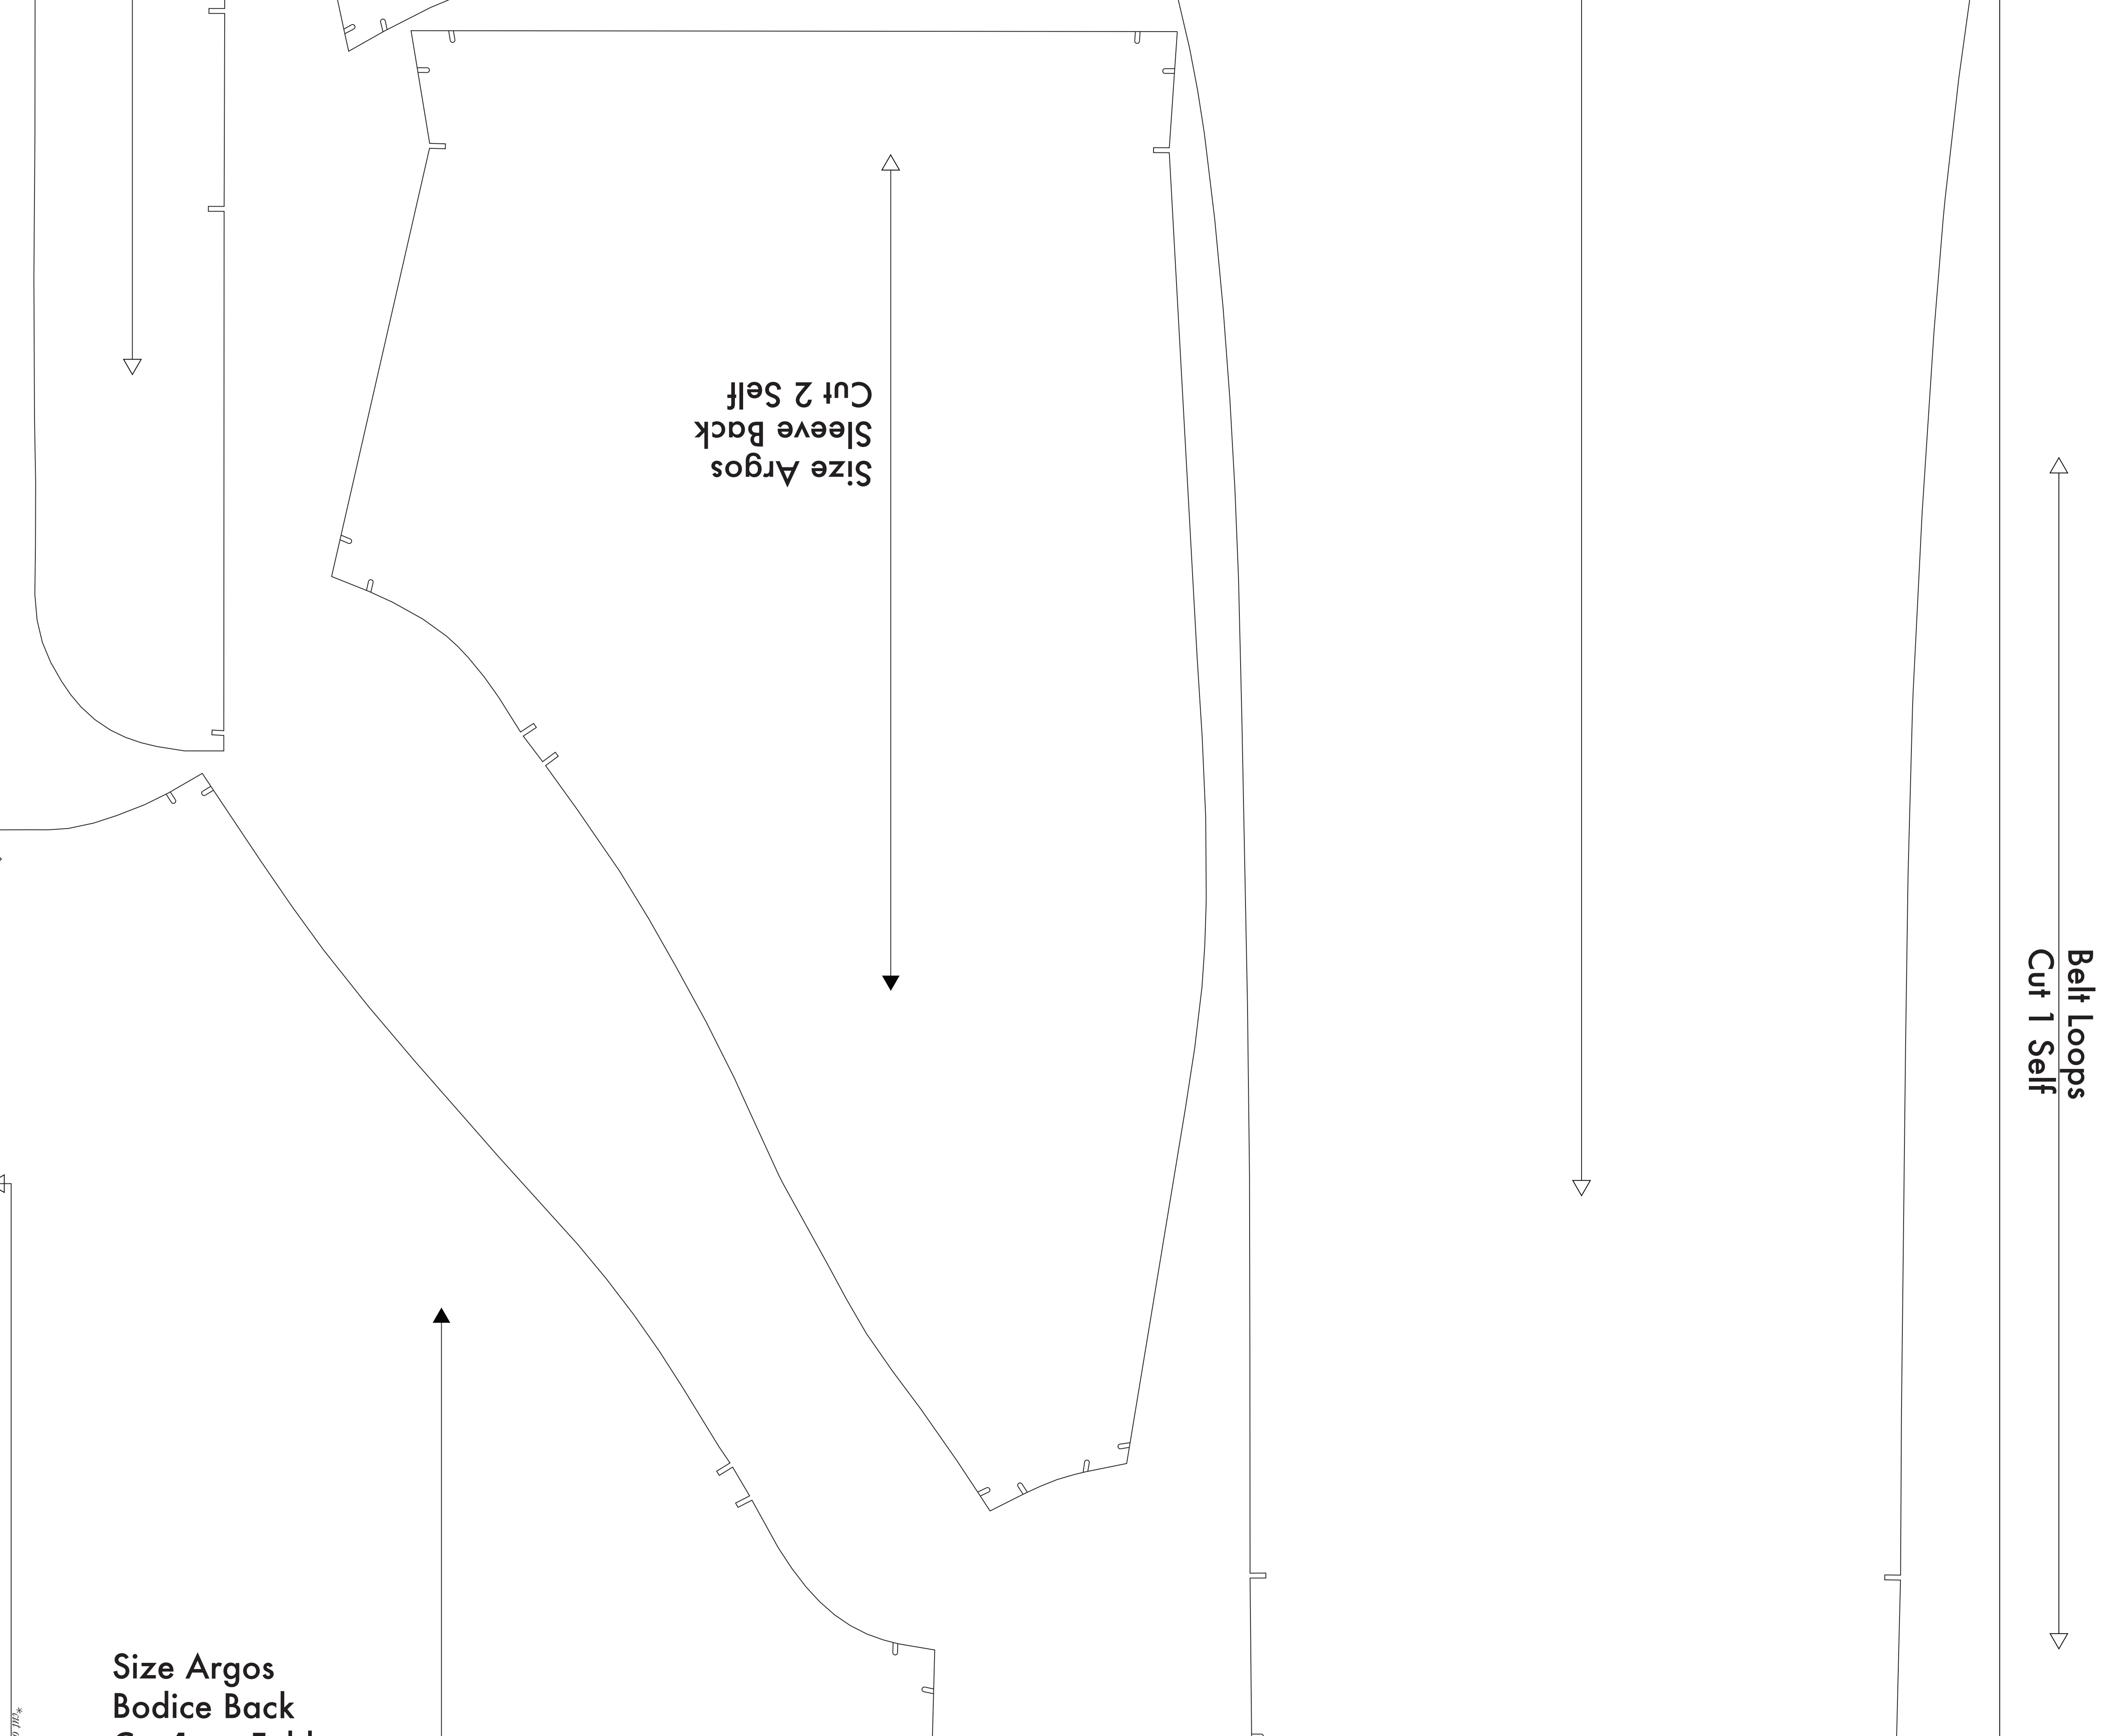 Size Argos
Sleeve Back
Cut 2 Self
Belt Loops
Cut 1 Self
Size Argos
Bodice Back